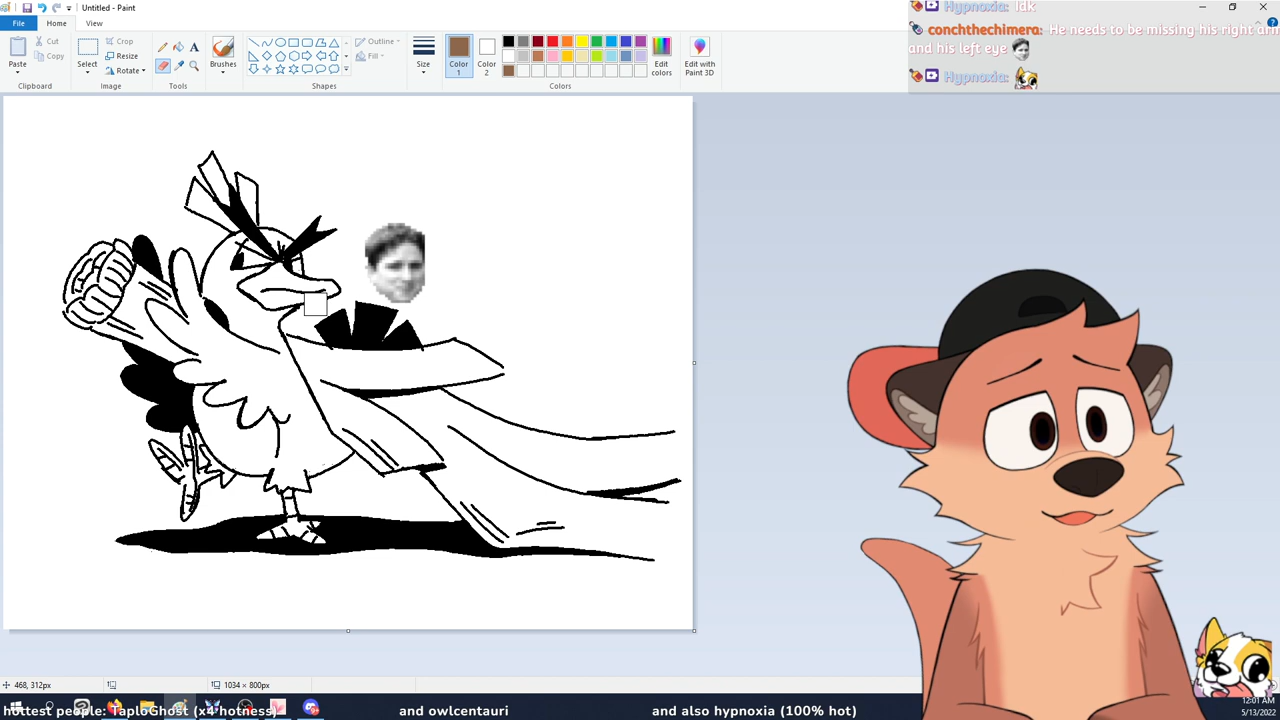 Untitled - Paint
Hypnoxia: Idk
File
Home
View
conchthechimera: He needs to be missing his right arm
and his left eye
Hypnoxia:
Paste
Cut
Copy
Select
Crop
Resize
Rotate
Brushes
Outline
Fill
Size
Color
1
Color
2
Edit
colors
Edit with
Paint 3D
Clipboard
Image
Tools
Shapes
Colors
468, 312px
1034 × 800px
12:01 AM
5/13/2022
hottest people: TaploGhost (x4 hotness)
and owlcentauri
and also hypnoxia (100% hot)